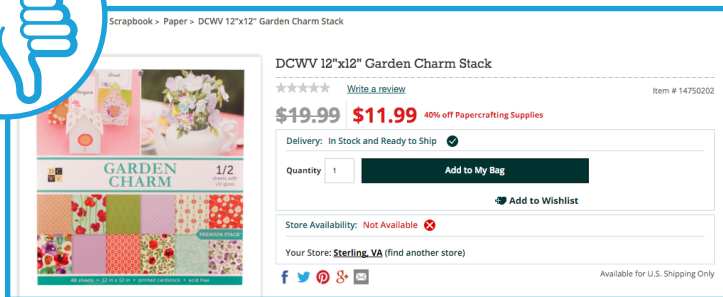 Scrapbook > Paper > DCWV 12"x12" Garden Charm Stack
DCWV 12"x12" Garden Charm Stack
Write a review
Item # 14750202
$19.99 $11.99 40% off Papercrafting Supplies
Delivery: In Stock and Ready to Ship
Quantity 1 Add to My Bag
Add to Wishlist
Store Availability: Not Available
Your Store: Sterling, VA (find another store)
Available for U.S. Shipping Only
DC
WV
GARDEN
CHARM
1/2
sheets with
UV gloss
PREMIUM STACK
48 sheets • 12 in x 12 in • printed cardstock • acid free